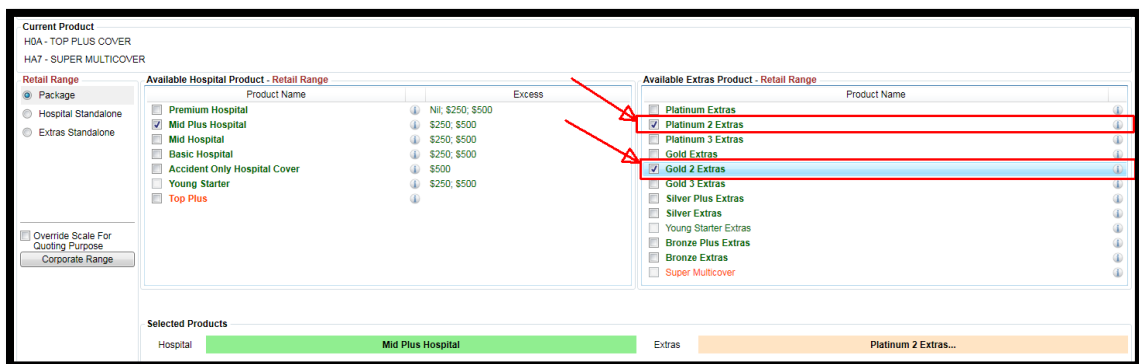 Current Product
H0A - TOP PLUS COVER
HA7 - SUPER MULTICOVER
Retail Range
Package
Hospital Standalone
Extras Standalone
Override Scale For
Quoting Purpose
Corporate Range
Available Hospital Product - Retail Range
Product Name Excess
Premium Hospital Nil; $250; $500
Mid Plus Hospital $250; $500
Mid Hospital $250; $500
Basic Hospital $250; $500
Accident Only Hospital Cover $500
Young Starter $250; $500
Top Plus
Available Extras Product - Retail Range
Product Name
Platinum Extras
Platinum 2 Extras
Platinum 3 Extras
Gold Extras
Gold 2 Extras
Gold 3 Extras
Silver Plus Extras
Silver Extras
Young Starter Extras
Bronze Plus Extras
Bronze Extras
Super Multicover
Selected Products
Hospital Mid Plus Hospital Extras Platinum 2 Extras...